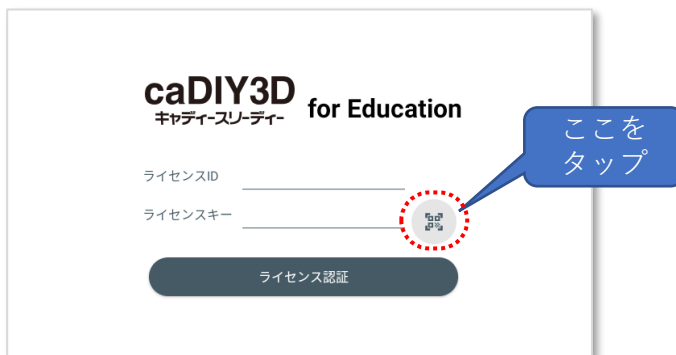 caDIY3D
キャディースリーディー
for Education
ここを
タップ
ライセンスID
ライセンスキー
ライセンス認証